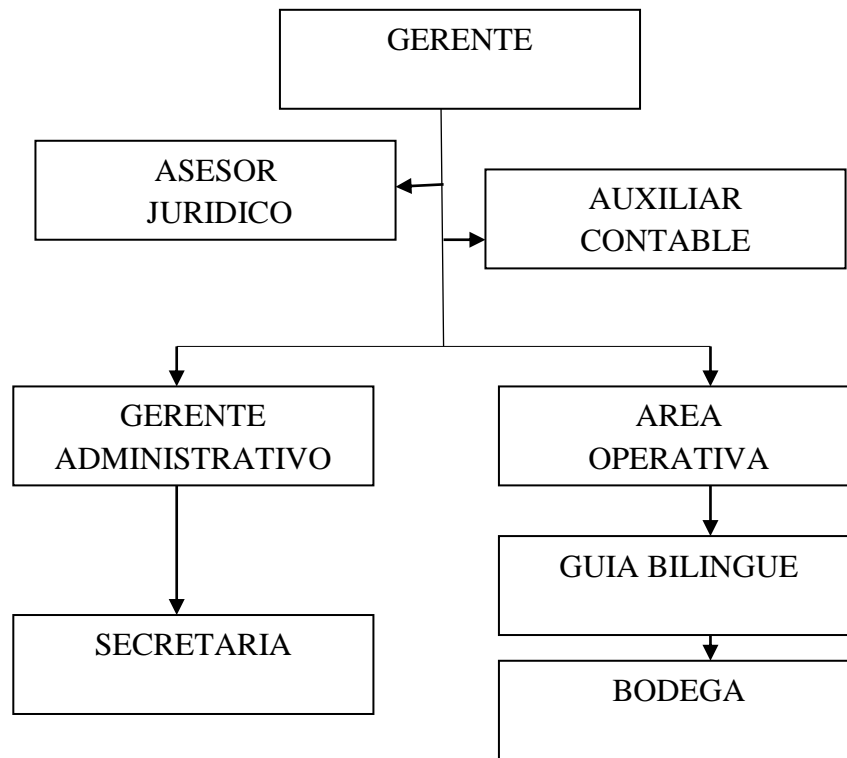 GERENTE
ASESOR
JURIDICO
AUXILIAR
CONTABLE
GERENTE
ADMINISTRATIVO
AREA
OPERATIVA
GUIA BILINGUE
SECRETARIA
BODEGA